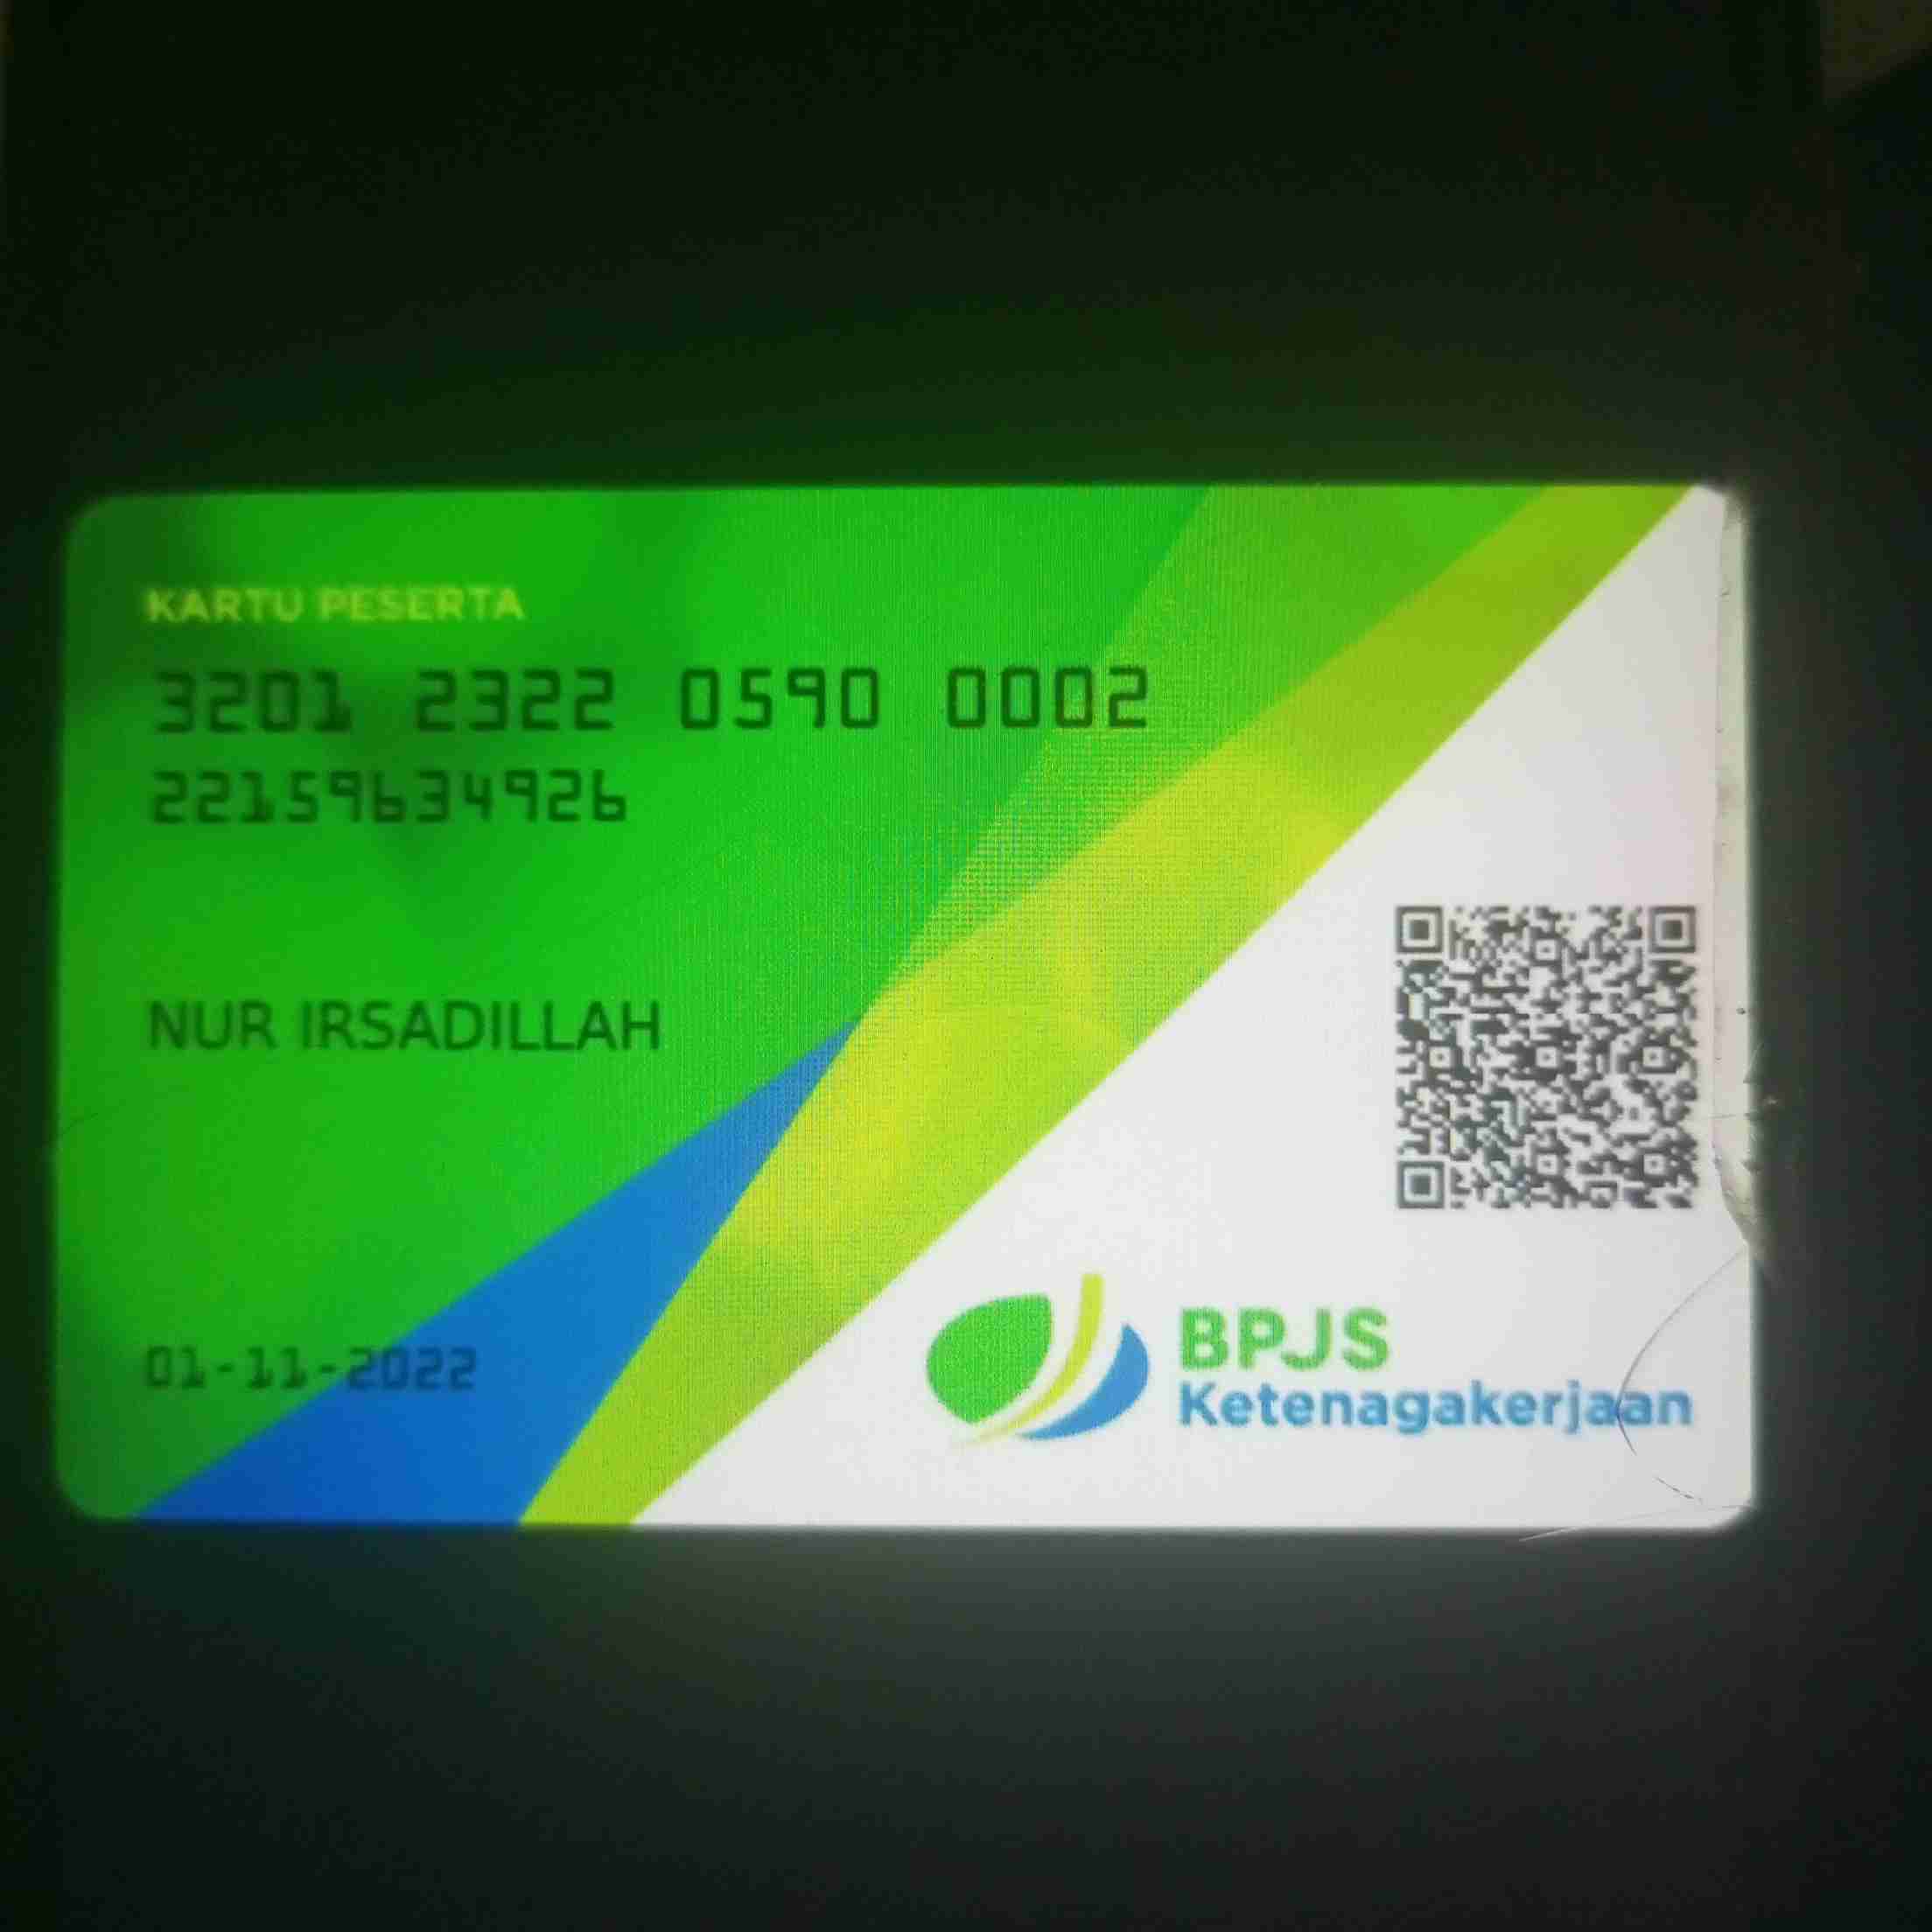 KARTU PESERTA
3201 2322 0590 0002
22159634926
NUR IRSADILLAH
01-11-2022
BPJS
Ketenagakerjaan